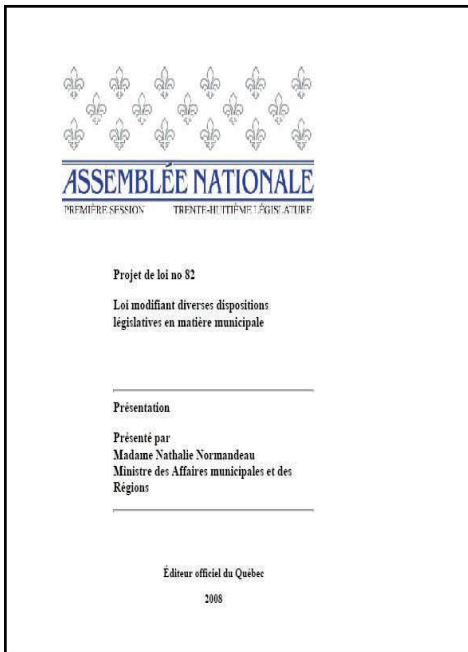 ASSEMBLÉE NATIONALE
PREMIÈRE SESSION TRENTE-HUITIÈME LÉGISLATURE
Projet de loi no 82
Loi modifiant diverses dispositions
législatives en matière municipale
Présentation
Présenté par
Madame Nathalie Normandeau
Ministre des Affaires municipales et des
Régions
Éditeur officiel du Québec
2008